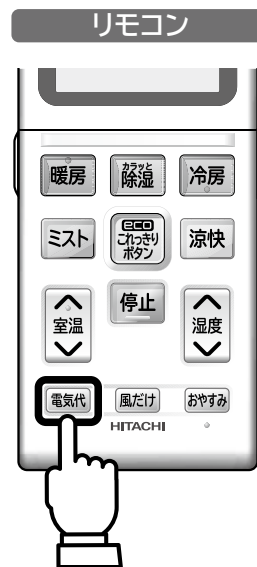 リモコン
暖房
カラッと
除湿
冷房
ミスト
eco
これっきり
ボタン
涼快
室温
停止
湿度
電気代
風だけ
おやすみ
HITACHI